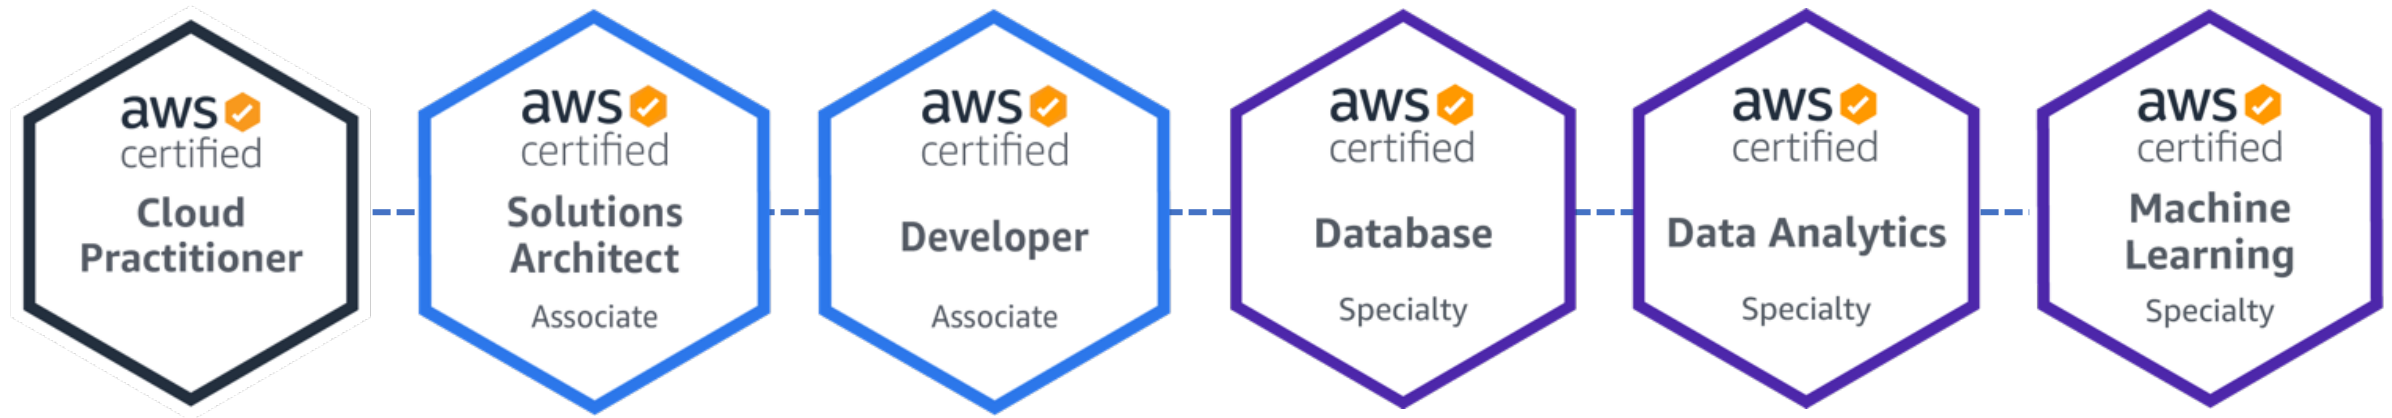 aws
certified
Cloud
Practitioner
aws
certified
Solutions
Architect
Associate
aws
certified
Developer
Associate
aws
certified
Database
Specialty
aws
certified
Data Analytics
Specialty
aws
certified
Machine
Learning
Specialty